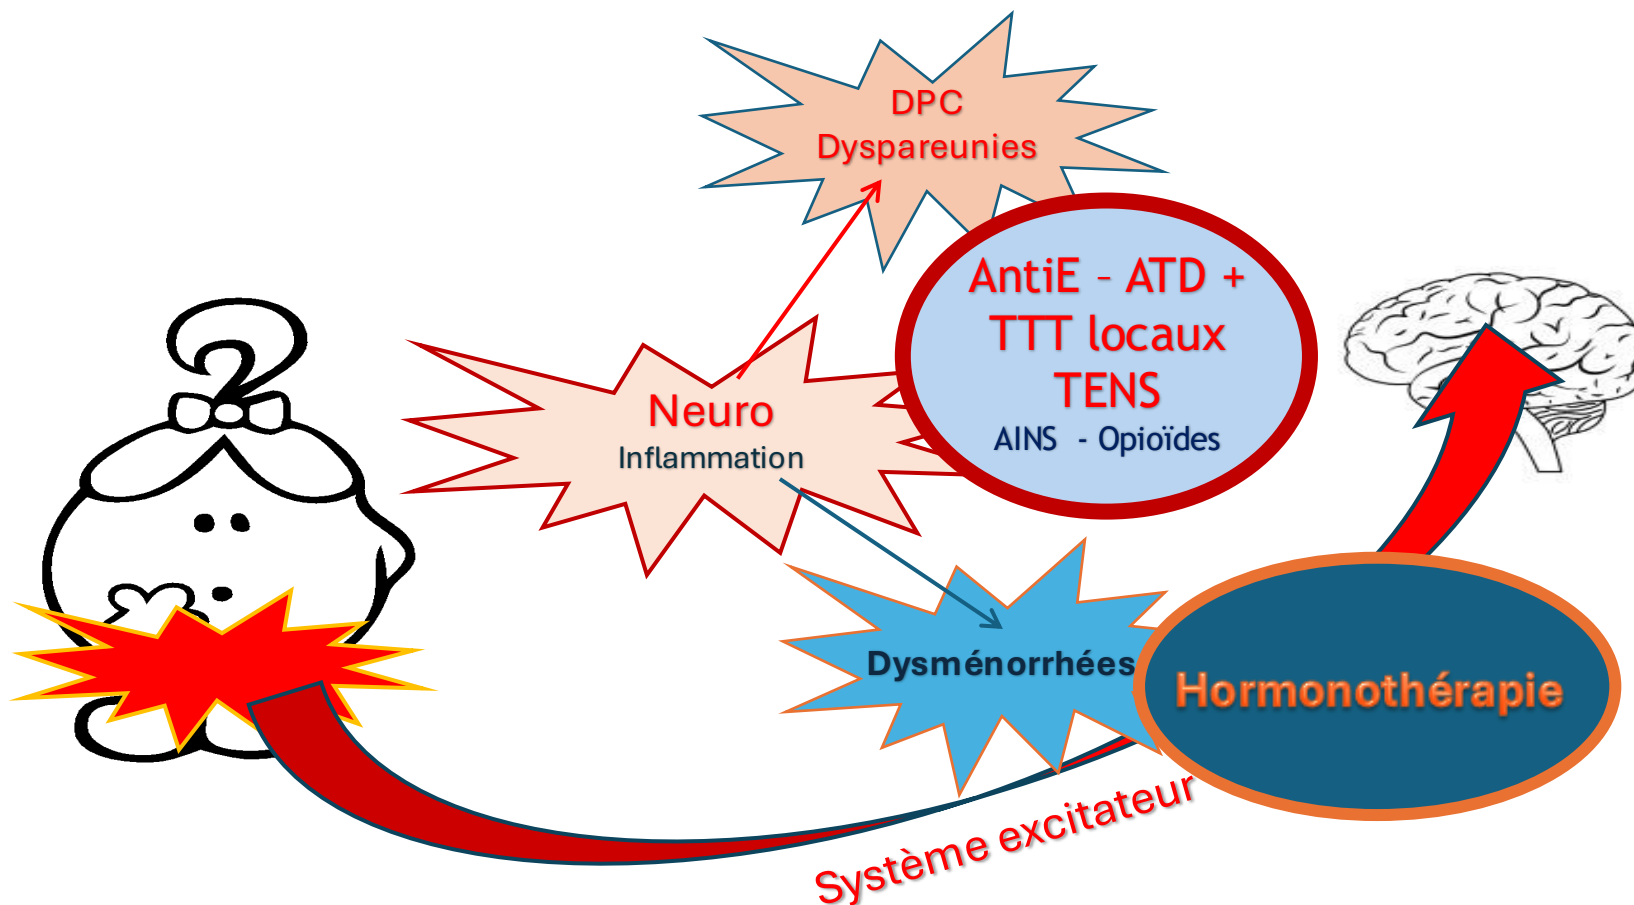 DPC
Dyspareunies
AntiE – ATD +
TTT locaux
TENS
AINS - Opioïdes
Neuro
Inflammation
Dysménorrhées
Hormonothérapie
Système excitateur